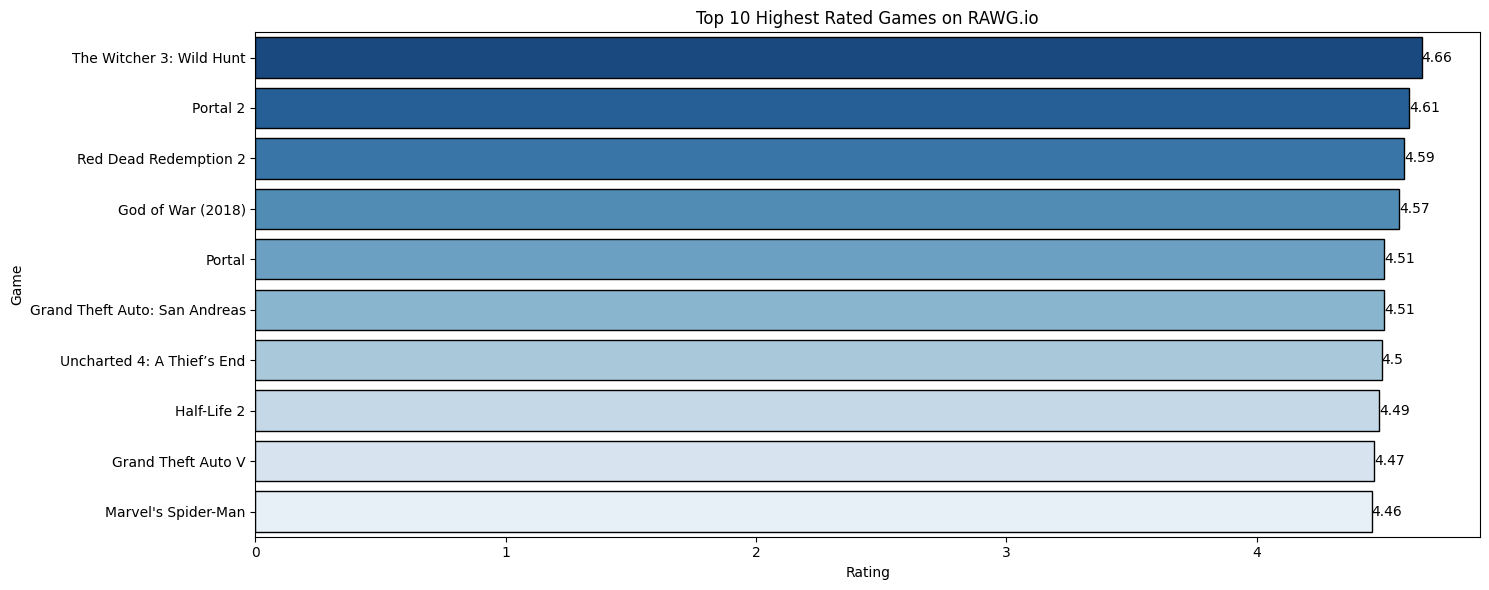 Top 10 Highest Rated Games on RAWG.io
The Witcher 3: Wild Hunt 4.66
Portal 2 4.61
Red Dead Redemption 2 4.59
God of War (2018) 4.57
Portal 4.51
Grand Theft Auto: San Andreas 4.51
Uncharted 4: A Thief’s End 4.5
Half-Life 2 4.49
Grand Theft Auto V 4.47
Marvel's Spider-Man 4.46
Game
0 1 2 3 4
Rating